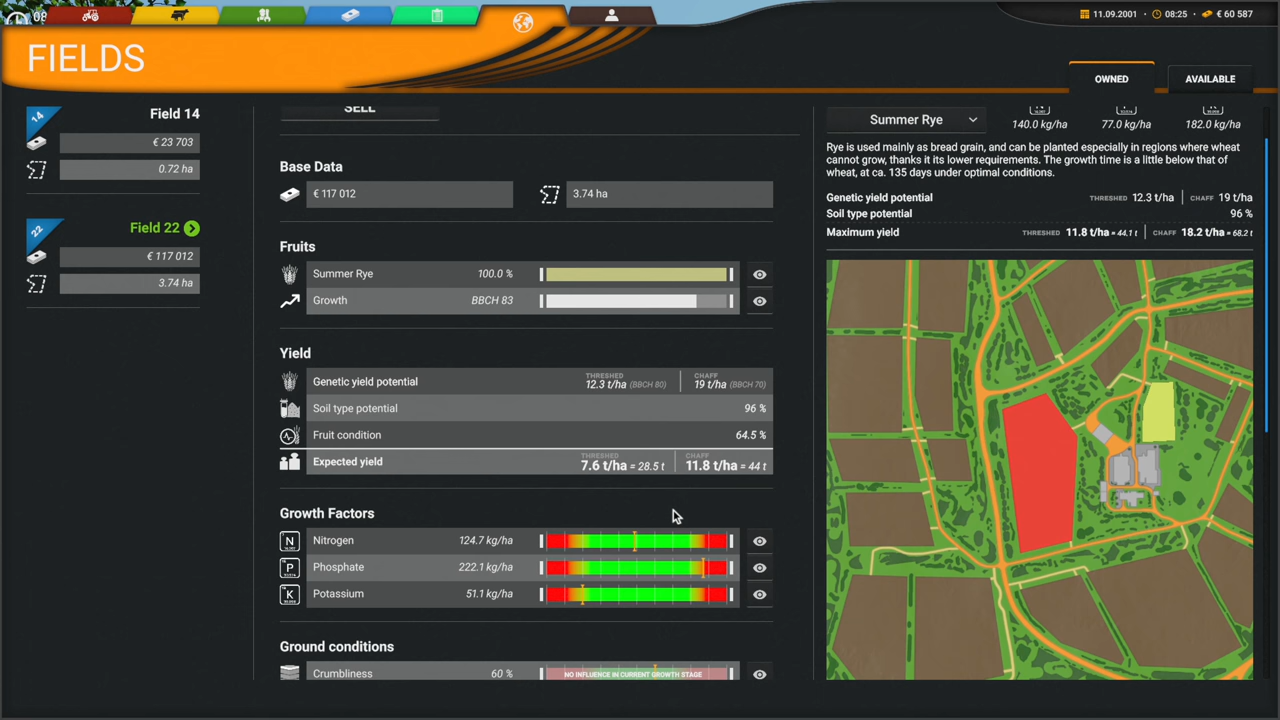 08
11.09.2001 • 08:25 • € 60 587
FIELDS
OWNED
AVAILABLE
14
Field 14
€ 23 703
0.72 ha
22
Field 22
€ 117 012
3.74 ha
SELL
Base Data
€ 117 012
3.74 ha
Fruits
Summer Rye 100.0 %
Growth BBCH 83
Yield
Genetic yield potential THRESHED 12.3 t/ha (BBCH 80) CHAFF 19 t/ha (BBCH 70)
Soil type potential 96 %
Fruit condition 64.5 %
Expected yield THRESHED 7.6 t/ha = 28.5 t CHAFF 11.8 t/ha = 44 t
Growth Factors
N Nitrogen 124.7 kg/ha
P Phosphate 222.1 kg/ha
K Potassium 51.1 kg/ha
Ground conditions
Crumbliness 60 % NO INFLUENCE IN CURRENT GROWTH STAGE
Summer Rye
140.0 kg/ha 77.0 kg/ha 182.0 kg/ha
Rye is used mainly as bread grain, and can be planted especially in regions where wheat
cannot grow, thanks it its lower requirements. The growth time is a little below that of
wheat, at ca. 135 days under optimal conditions.
Genetic yield potential THRESHED 12.3 t/ha CHAFF 19 t/ha
Soil type potential 96 %
Maximum yield THRESHED 11.8 t/ha = 44.1 t CHAFF 18.2 t/ha = 68.2 t